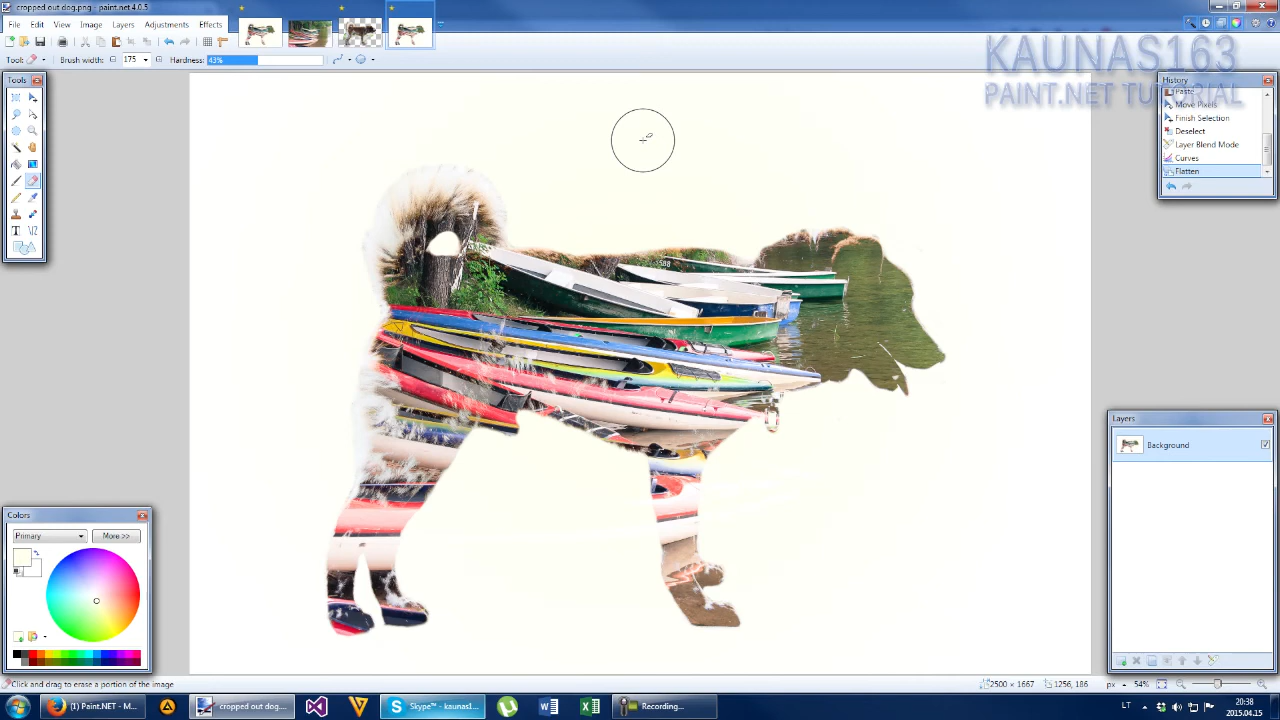 cropped out dog.png - paint.net 4.0.5
File Edit View Image Layers Adjustments Effects
Tool: Brush width: 175 Hardness: 43%
KAUNAS163
PAINT.NET TUTORIAL
Tools
History
Paste
Move Pixels
Finish Selection
Deselect
Layer Blend Mode
Curves
Flatten
1588
Layers
Background
Colors
Primary More >>
Click and drag to erase a portion of the image 2500 × 1667 1256, 186 px 54%
(1) Paint.NET - M... cropped out dog.... Skype™ - kaunas1... Recording... LT 20:38
2015.04.15